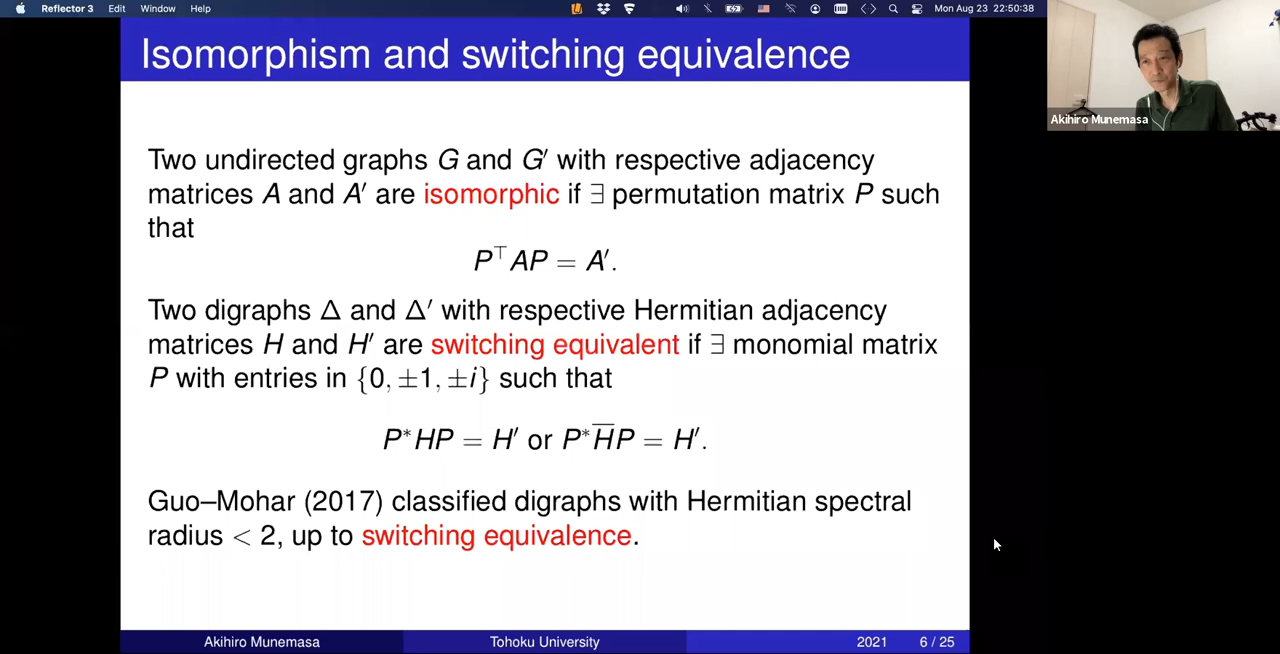 Reflector 3 Edit Window Help
Mon Aug 23 22:50:38
Isomorphism and switching equivalence
Akihiro Munemasa
Two undirected graphs G and G′ with respective adjacency
matrices A and A′ are isomorphic if ∃ permutation matrix P such
that
P⊤AP = A′.
Two digraphs Δ and Δ′ with respective Hermitian adjacency
matrices H and H′ are switching equivalent if ∃ monomial matrix
P with entries in {0, ±1, ±i} such that
P*HP = H′ or P*H̅P = H′.
Guo–Mohar (2017) classified digraphs with Hermitian spectral
radius < 2, up to switching equivalence.
Akihiro Munemasa Tohoku University 2021 6 / 25